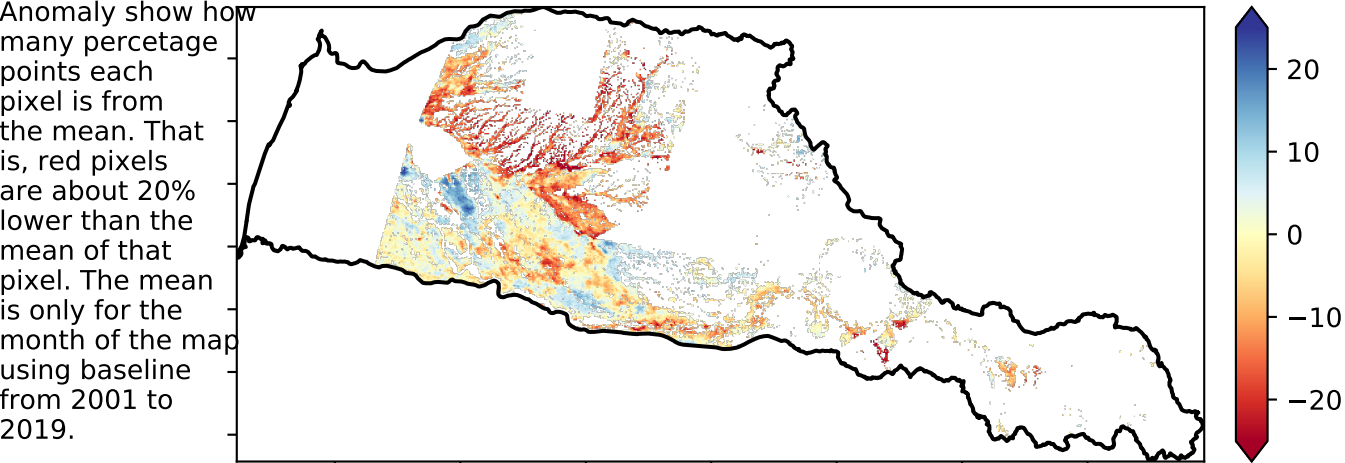 Anomaly show how
many percetage
points each
pixel is from
the mean. That
is, red pixels
are about 20%
lower than the
mean of that
pixel. The mean
is only for the
month of the map
using baseline
from 2001 to
2019.
20
10
0
−10
−20